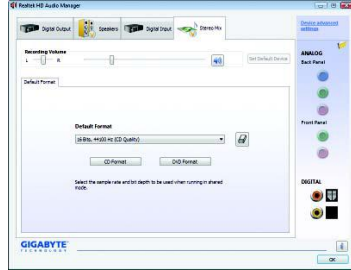 Realtek HD Audio Manager
Digital Output
Speakers
Digital Input
Stereo Mix
Device advanced
settings
Recording Volume
L
R
Set Default Device
ANALOG
Back Panel
Default Format
Default Format
16 Bits, 44100 Hz (CD Quality)
CD Format
DVD Format
Select the sample rate and bit depth to be used when running in shared
mode.
Front Panel
DIGITAL
GIGABYTE
TECHNOLOGY
OK